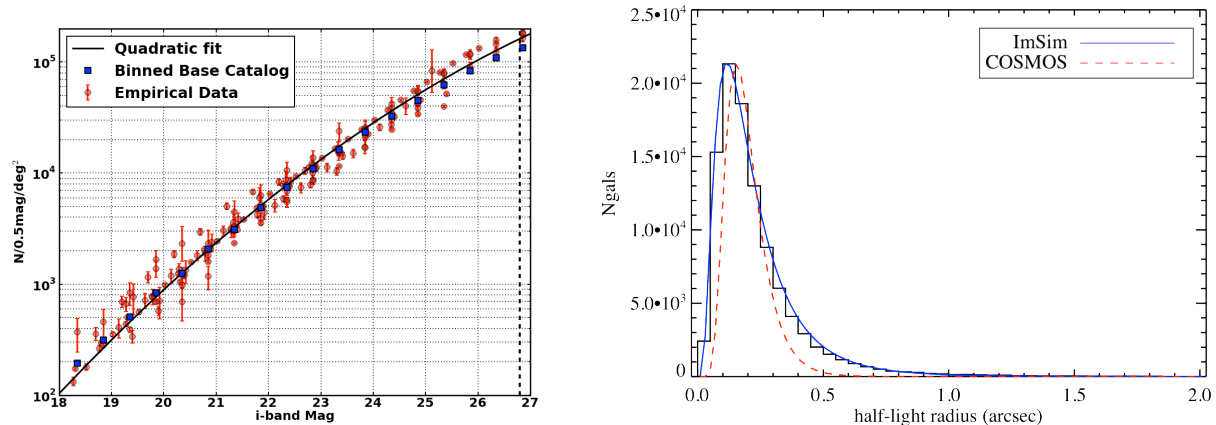 Quadratic fit
Binned Base Catalog
Empirical Data
N/0.5mag/deg²
10⁵
10⁴
10³
10²
18 19 20 21 22 23 24 25 26 27
i-band Mag
ImSim
COSMOS
Ngals
2.5•10⁴
2.0•10⁴
1.5•10⁴
1.0•10⁴
5.0•10³
0
0.0 0.5 1.0 1.5 2.0
half-light radius (arcsec)